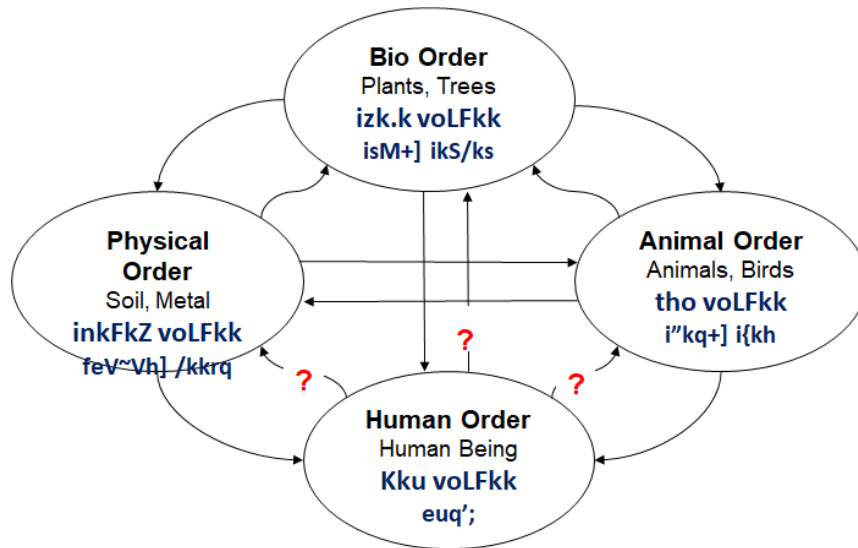 Bio Order
Plants, Trees
izk.k voLFkk
isM+] ikS/ks
Physical
Order
Soil, Metal
inkFkZ voLFkk
feV~Vh] /kkrq
Animal Order
Animals, Birds
tho voLFkk
i”kq+] i{kh
?
?
?
Human Order
Human Being
Kku voLFkk
euq’;